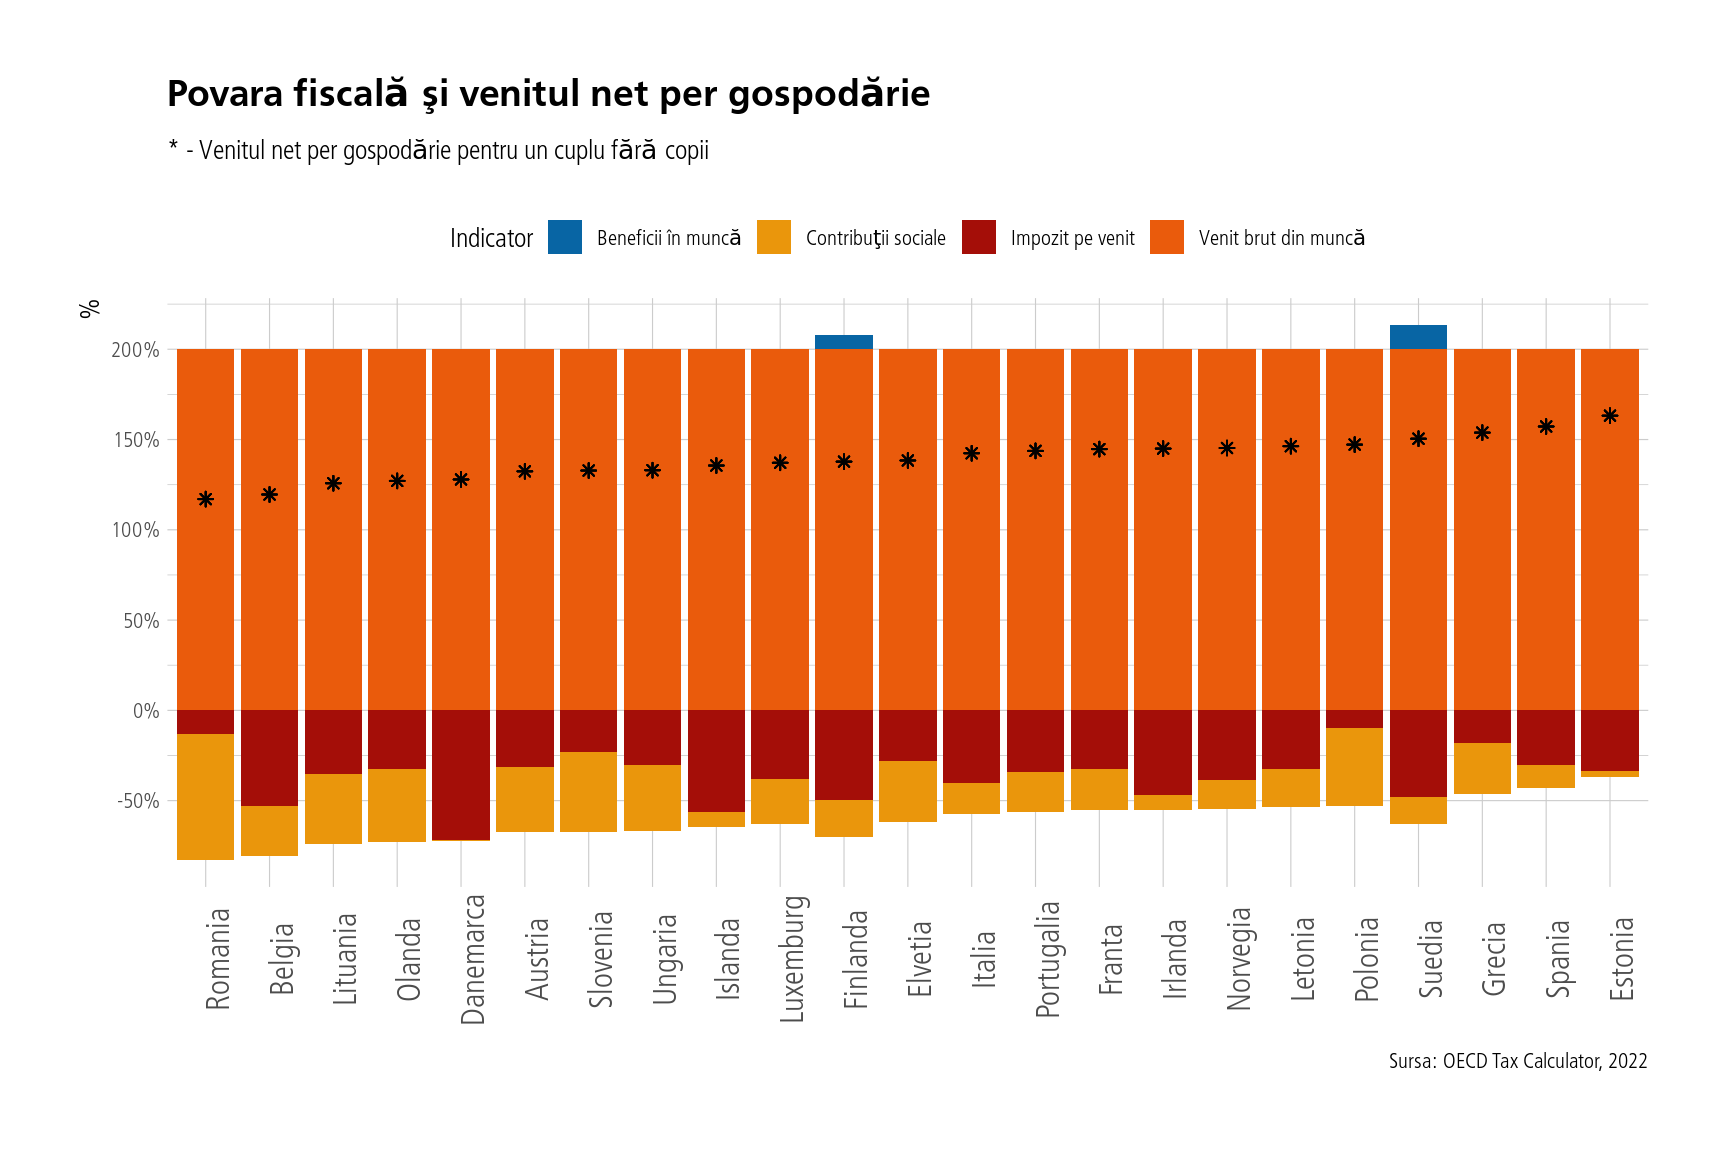 Povara fiscală şi venitul net per gospodărie
* - Venitul net per gospodărie pentru un cuplu fără copii
Indicator Beneficii în muncă Contribuţii sociale Impozit pe venit Venit brut din muncă
%
200%
150%
100%
50%
0%
-50%
Romania
Belgia
Lituania
Olanda
Danemarca
Austria
Slovenia
Ungaria
Islanda
Luxemburg
Finlanda
Elvetia
Italia
Portugalia
Franta
Irlanda
Norvegia
Letonia
Polonia
Suedia
Grecia
Spania
Estonia
Sursa: OECD Tax Calculator, 2022